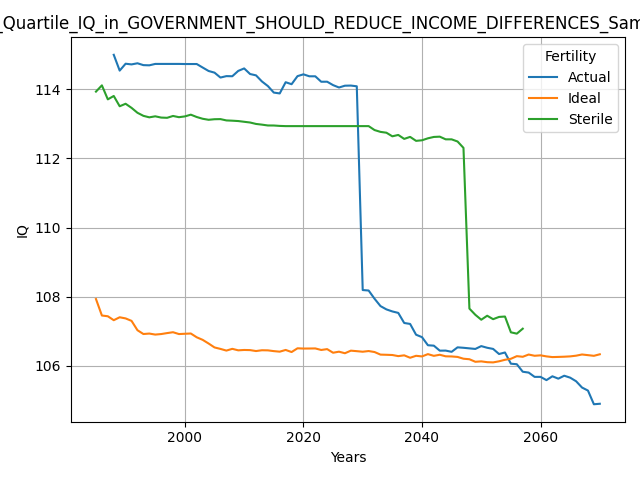 _Quartile_IQ_in_GOVERNMENT_SHOULD_REDUCE_INCOME_DIFFERENCES_Sam
Fertility
Actual
Ideal
Sterile
IQ
114
112
110
108
106
2000
2020
2040
2060
Years